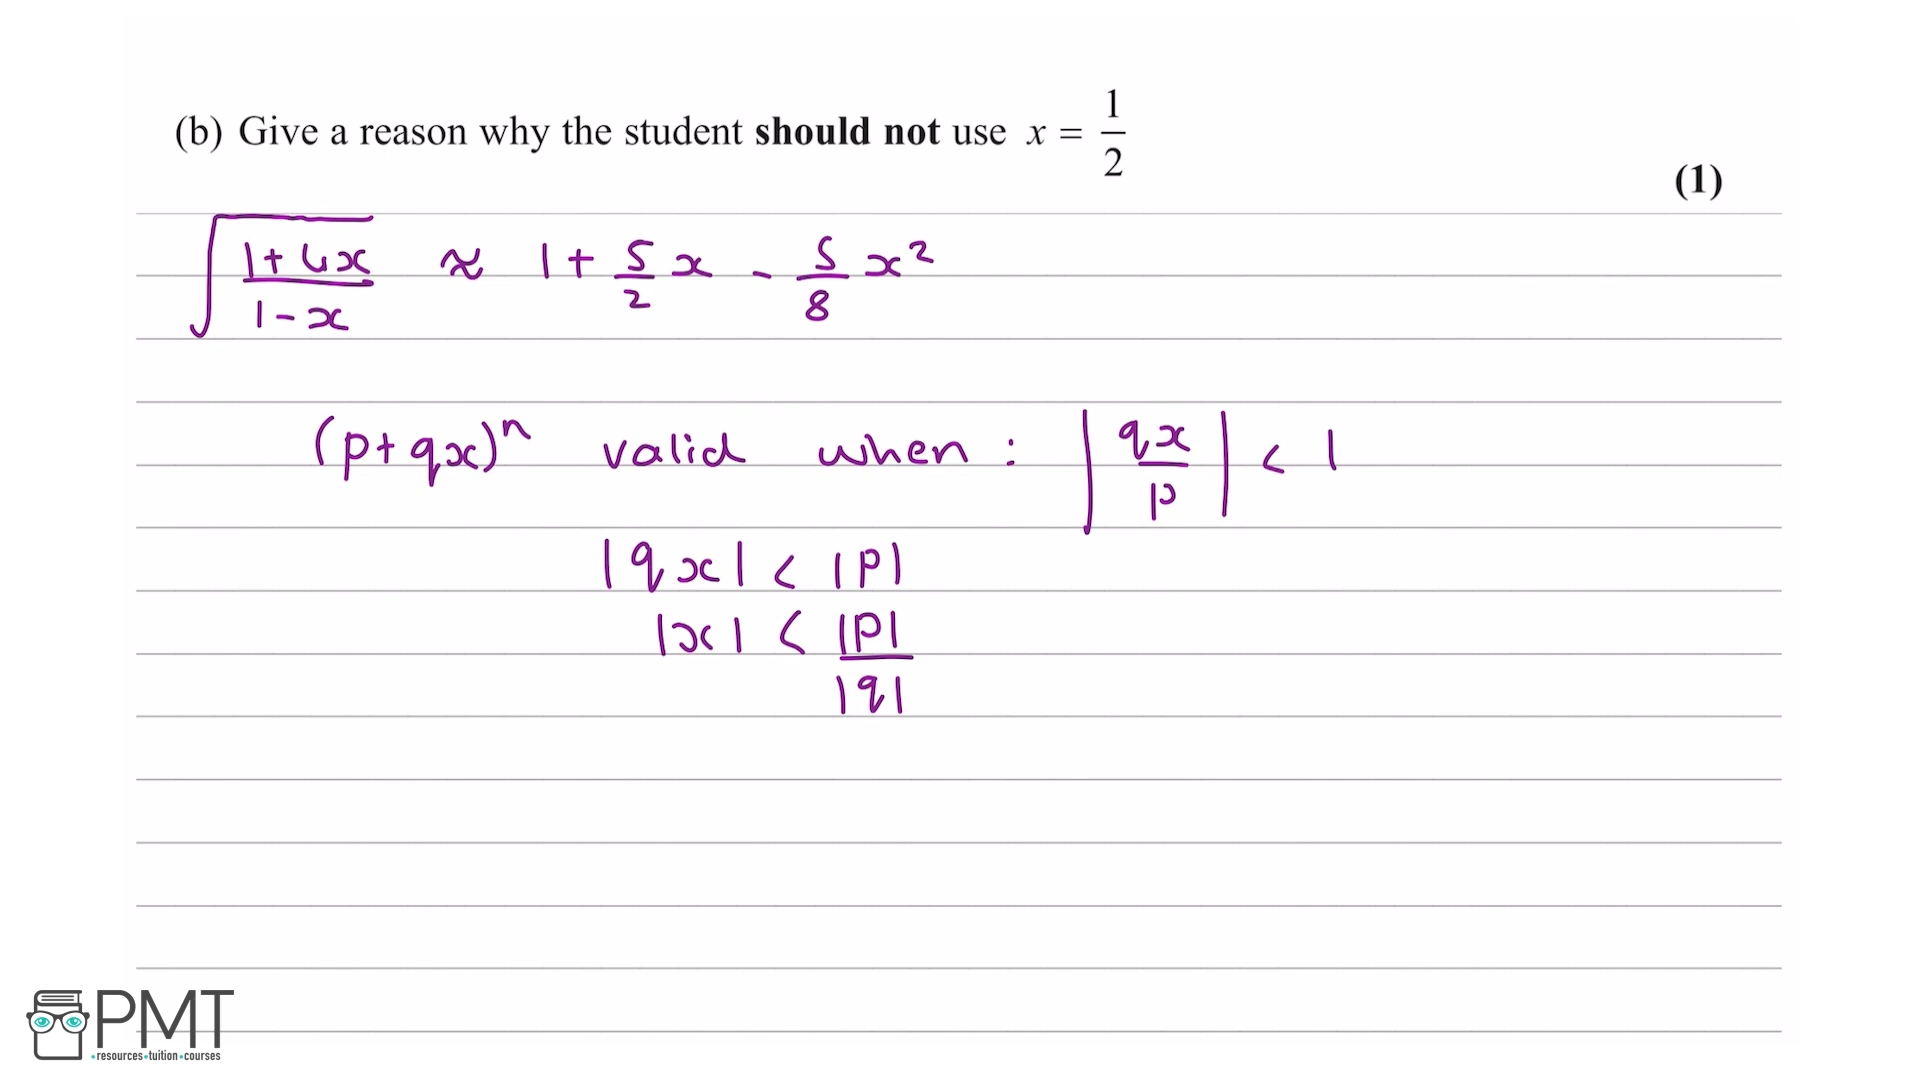 (b) Give a reason why the student should not use x = 1/2
(1)
√((1+4x)/(1-x)) ≈ 1 + 5/2 x - 5/8 x²
(p+qx)ⁿ valid when : |qx/p| < 1
|qx| < |p|
|x| < |p|/|q|
PMT
•resources•tuition•courses